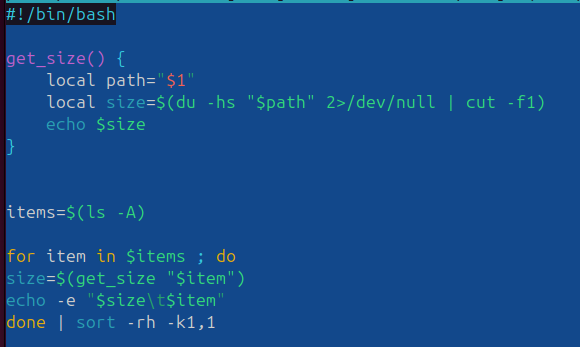 #!/bin/bash
get_size() {
    local path="$1"
    local size=$(du -hs "$path" 2>/dev/null | cut -f1)
    echo $size
}
items=$(ls -A)
for item in $items ; do
size=$(get_size "$item")
echo -e "$size\t$item"
done | sort -rh -k1,1